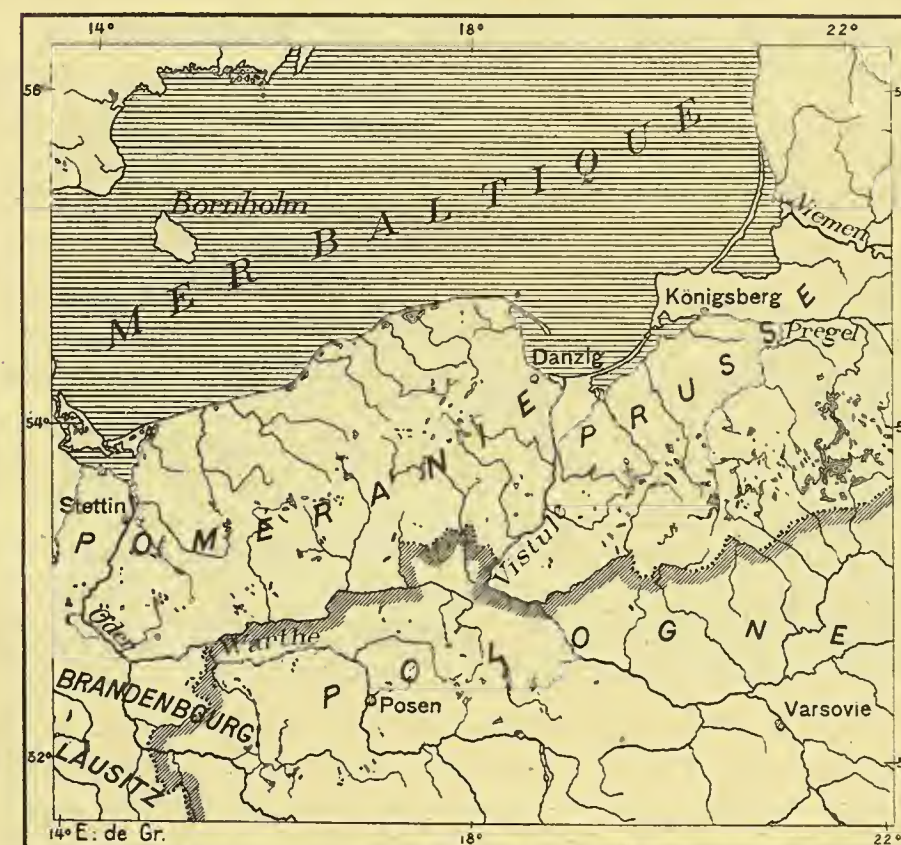 14° 18° 22°
56
Bornholm
MER BALTIQUE
Niemen
Königsberg
Pregel
Danzig
54
PRUSSE
Stettin
POMERANIE
Vistule
Oder
Warthe
POLOGNE
BRANDENBOURG
Posen
Varsovie
LAUSITZ
52
14° E: de Gr. 18° 22°